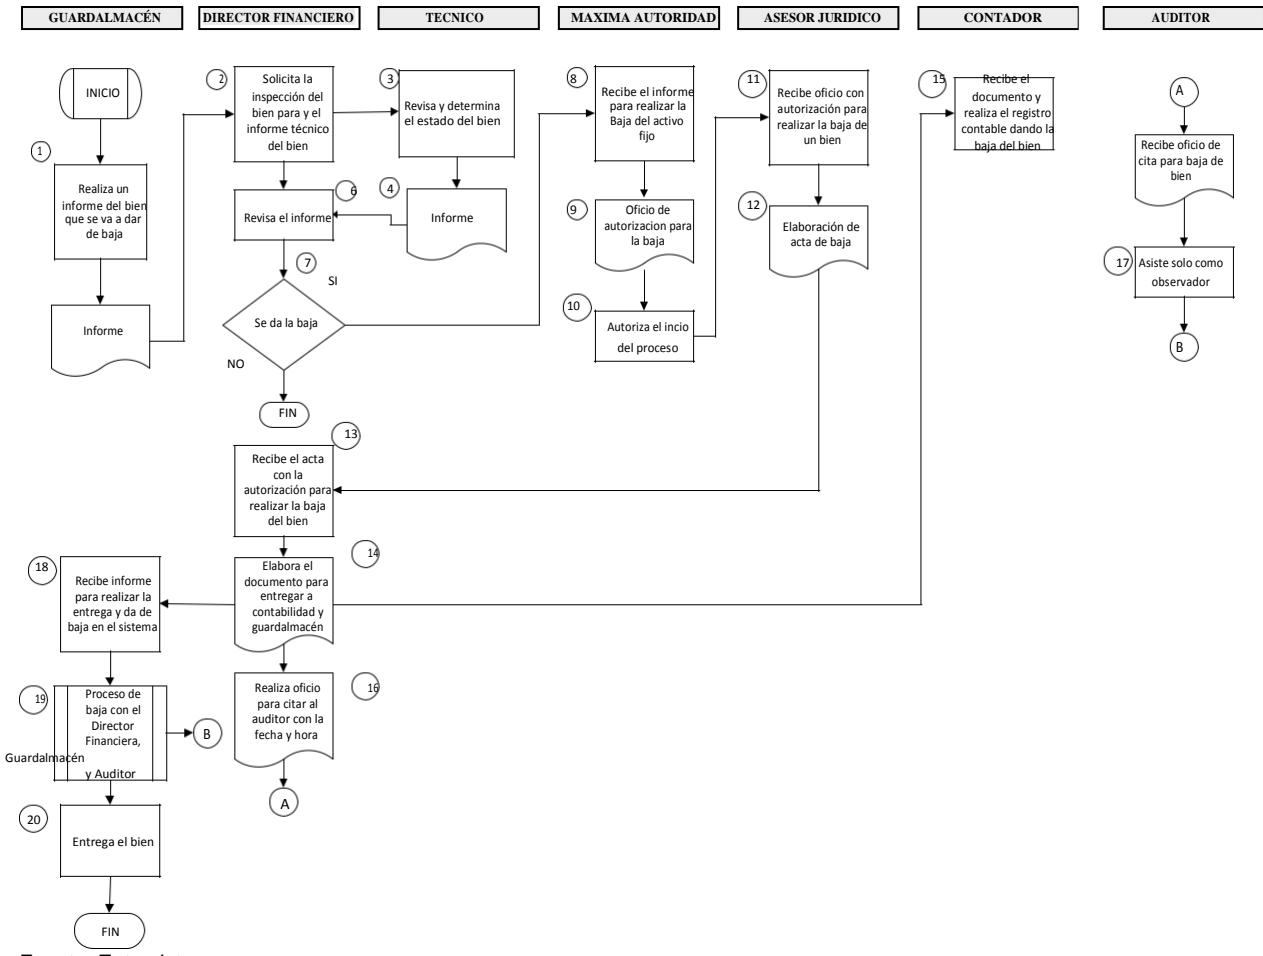 GUARDALMACÉN
DIRECTOR FINANCIERO
TECNICO
MAXIMA AUTORIDAD
ASESOR JURIDICO
CONTADOR
AUDITOR
INICIO
1
Realiza un
informe del bien
que se va a dar
de baja
Informe
2
Solicita la
inspección del
bien para y el
informe técnico
del bien
3
Revisa y determina
el estado del bien
4
Informe
6
Revisa el informe
7
SI
Se da la baja
NO
FIN
8
Recibe el informe
para realizar la
Baja del activo
fijo
9
Oficio de
autorizacion para
la baja
10
Autoriza el incio
del proceso
11
Recibe oficio con
autorización para
realizar la baja de
un bien
12
Elaboración de
acta de baja
13
Recibe el acta
con la
autorización para
realizar la baja
del bien
14
Elabora el
documento para
entregar a
contabilidad y
guardalmacén
15
Recibe el
documento y
realiza el registro
contable dando la
baja del bien
16
Realiza oficio
para citar al
auditor con la
fecha y hora
A
A
Recibe oficio de
cita para baja de
bien
17
Asiste solo como
observador
B
18
Recibe informe
para realizar la
entrega y da de
baja en el sistema
19
Proceso de
baja con el
Director
Financiera,
Guardalmacén
y Auditor
B
20
Entrega el bien
FIN